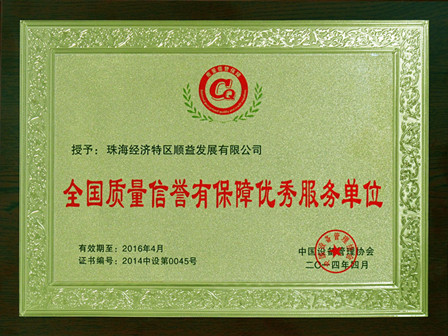 CQ
授予：珠海经济特区顺益发展有限公司
全国质量信誉有保障优秀服务单位
有效期至：2016年4月
证书编号：2014中设第0045号
中国设备管理协会
二〇一四年四月